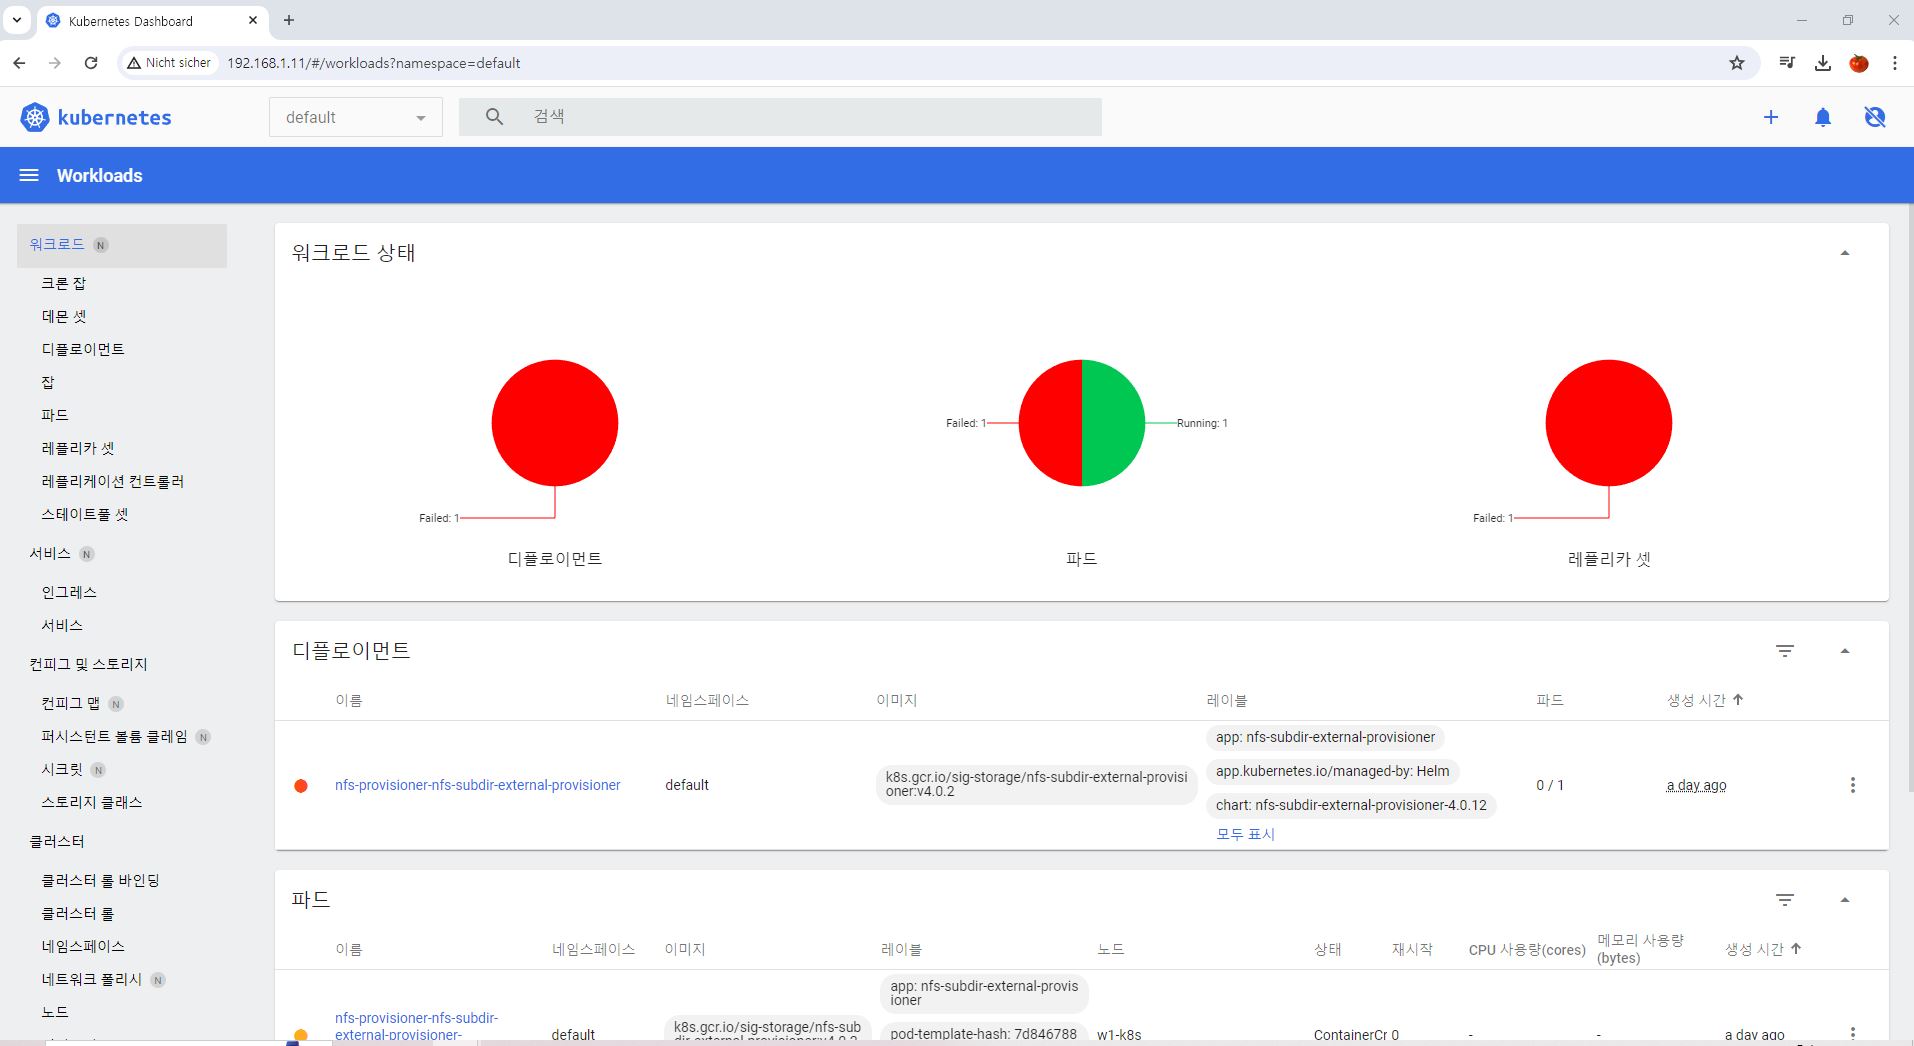 Kubernetes Dashboard
Nicht sicher
192.168.1.11/#/workloads?namespace=default
kubernetes
default
검색
Workloads
워크로드 N
크론 잡
데몬 셋
디플로이먼트
잡
파드
레플리카 셋
레플리케이션 컨트롤러
스테이트풀 셋
서비스 N
인그레스
서비스
컨피그 및 스토리지
컨피그 맵 N
퍼시스턴트 볼륨 클레임 N
시크릿 N
스토리지 클래스
클러스터
클러스터 롤 바인딩
클러스터 롤
네임스페이스
네트워크 폴리시 N
노드
워크로드 상태
Failed: 1
디플로이먼트
Failed: 1
Running: 1
파드
Failed: 1
레플리카 셋
디플로이먼트
이름 네임스페이스 이미지 레이블 파드 생성 시간
nfs-provisioner-nfs-subdir-external-provisioner
default
k8s.gcr.io/sig-storage/nfs-subdir-external-provisi
oner:v4.0.2
app: nfs-subdir-external-provisioner
app.kubernetes.io/managed-by: Helm
chart: nfs-subdir-external-provisioner-4.0.12
모두 표시
0 / 1
a day ago
파드
이름 네임스페이스 이미지 레이블 노드 상태 재시작 CPU 사용량(cores) 메모리 사용량
(bytes) 생성 시간
nfs-provisioner-nfs-subdir-
external-provisioner-
default
k8s.gcr.io/sig-storage/nfs-sub
dir-external-provisioner:v4.0.2
app: nfs-subdir-external-provis
ioner
pod-template-hash: 7d846788
w1-k8s
ContainerCr
0
-
-
a day ago